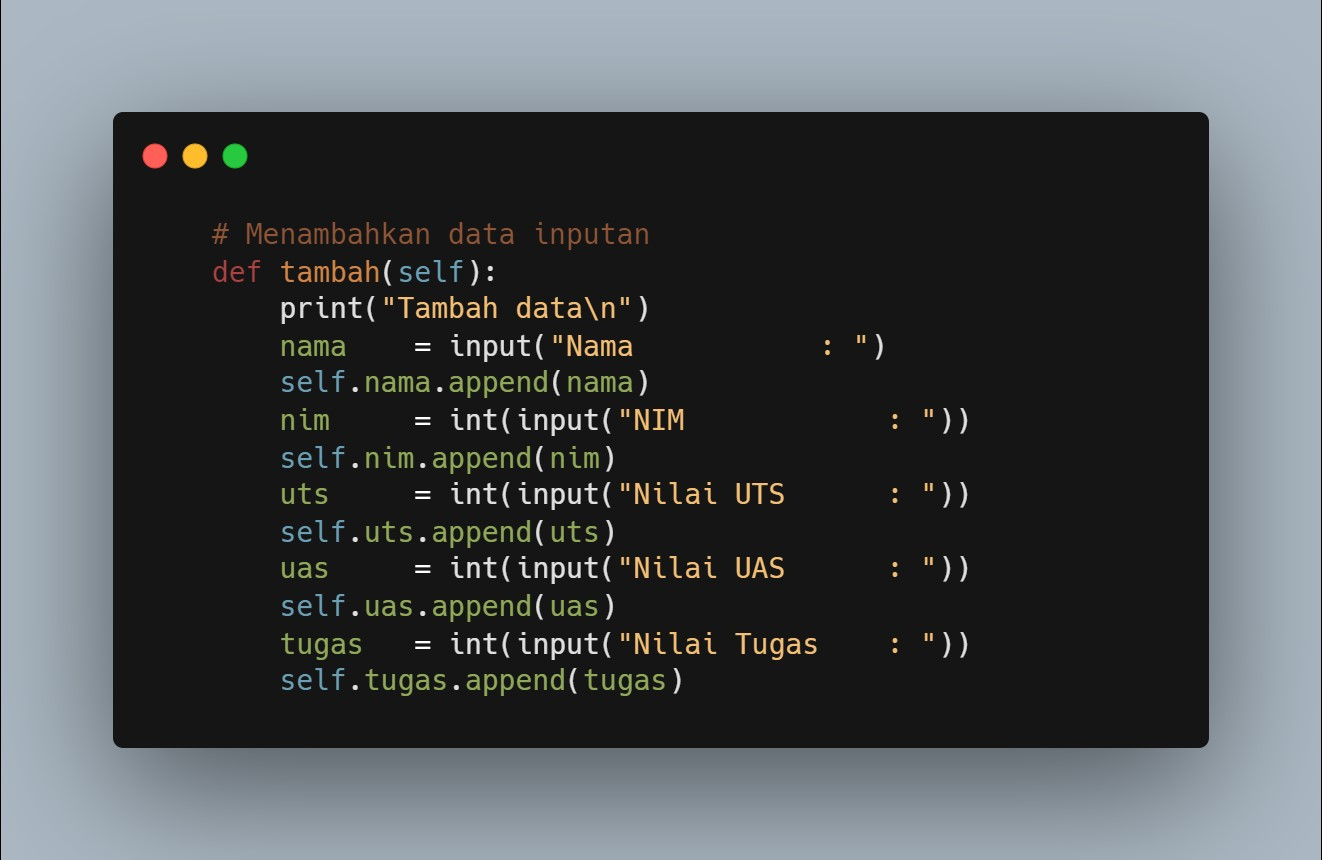 # Menambahkan data inputan
def tambah(self):
    print("Tambah data\n")
    nama    = input("Nama           : ")
    self.nama.append(nama)
    nim     = int(input("NIM            : "))
    self.nim.append(nim)
    uts     = int(input("Nilai UTS      : "))
    self.uts.append(uts)
    uas     = int(input("Nilai UAS      : "))
    self.uas.append(uas)
    tugas   = int(input("Nilai Tugas    : "))
    self.tugas.append(tugas)